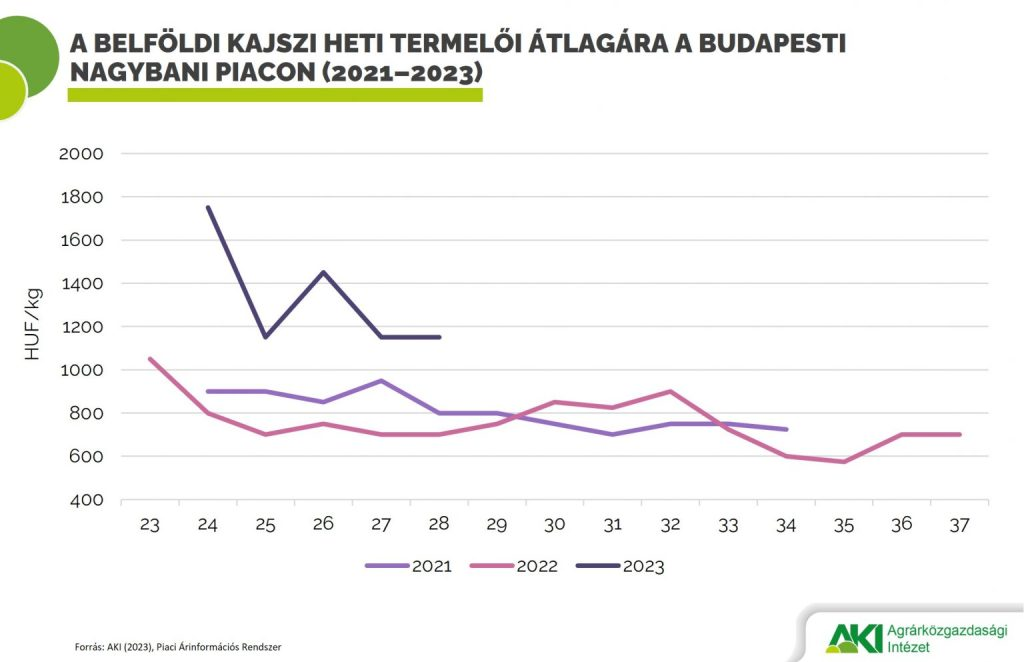 A BELFÖLDI KAJSZI HETI TERMELŐI ÁTLAGÁRA A BUDAPESTI
NAGYBANI PIACON (2021–2023)
HUF/kg
2000
1800
1600
1400
1200
1000
800
600
400
23 24 25 26 27 28 29 30 31 32 33 34 35 36 37
2021 2022 2023
Forrás: AKI (2023), Piaci Árinformációs Rendszer
AKI Agrárközgazdasági
Intézet